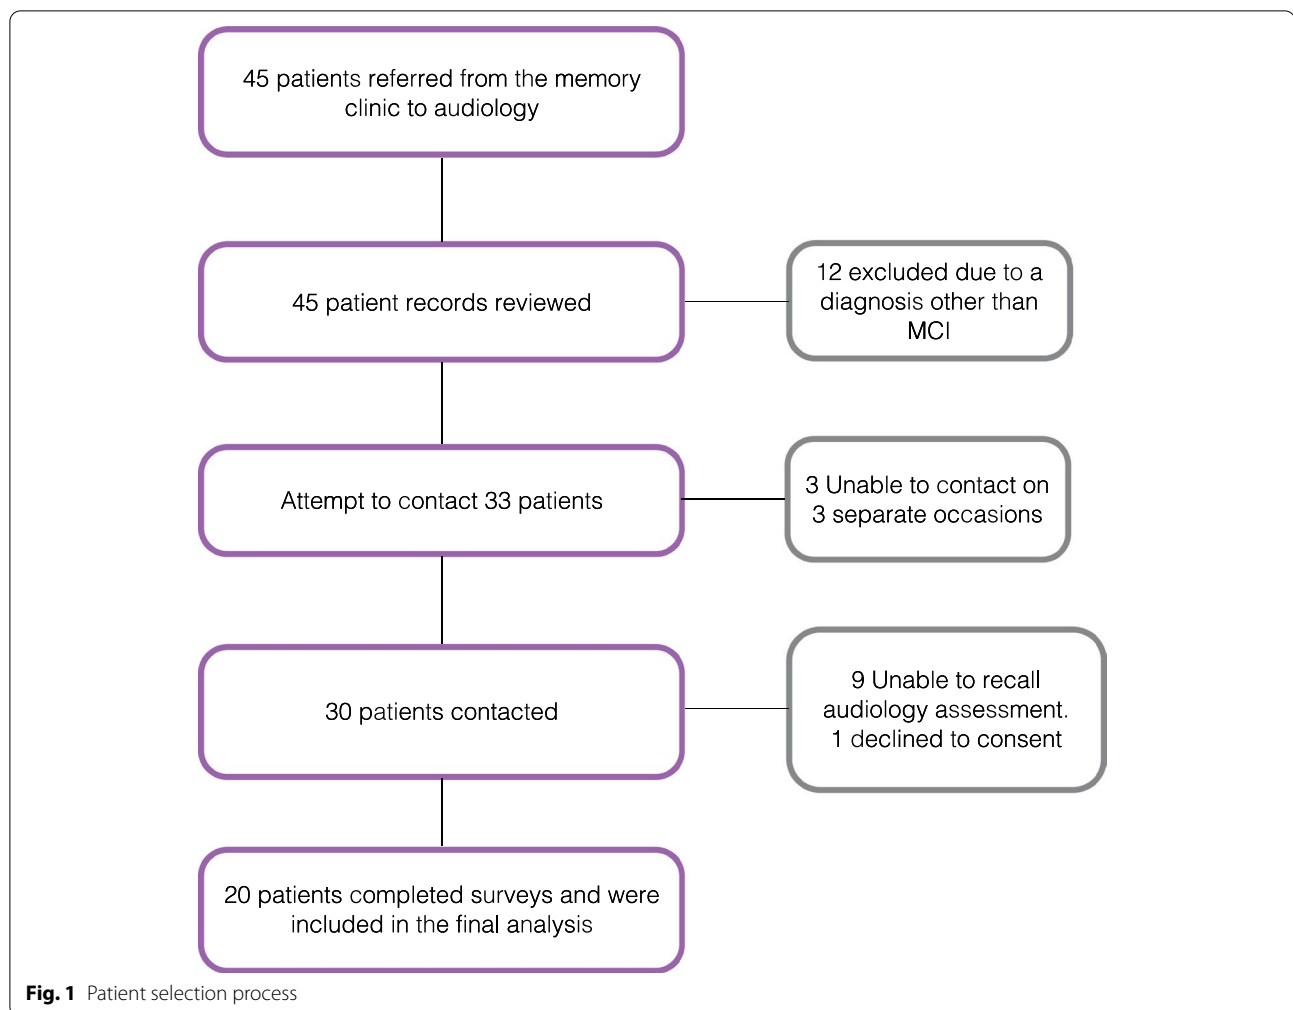 45 patients referred from the memory
clinic to audiology
45 patient records reviewed
12 excluded due to a
diagnosis other than
MCI
Attempt to contact 33 patients
3 Unable to contact on
3 separate occasions
30 patients contacted
9 Unable to recall
audiology assessment.
1 declined to consent
20 patients completed surveys and were
included in the final analysis
Fig. 1 Patient selection process